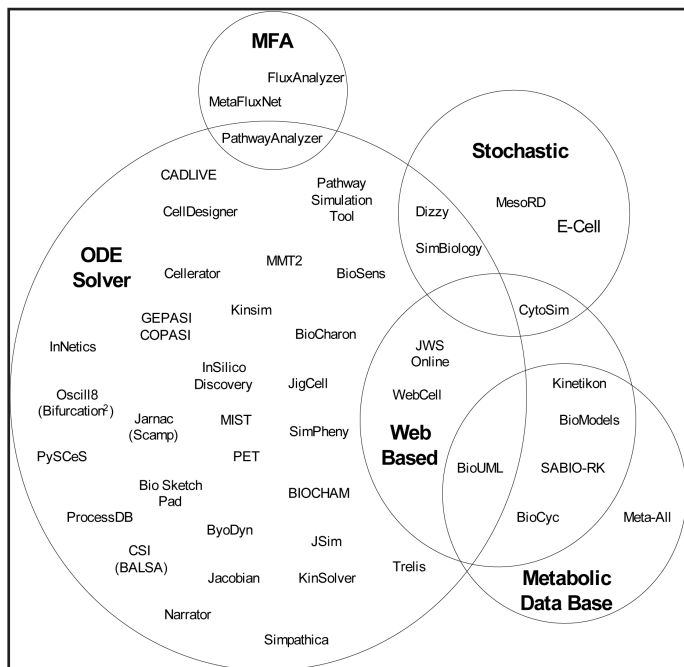 MFA
FluxAnalyzer
MetaFluxNet
PathwayAnalyzer
Stochastic
MesoRD
E-Cell
Dizzy
SimBiology
CytoSim
CADLIVE
Pathway
Simulation
Tool
CellDesigner
ODE
Solver
MMT2
Cellerator
BioSens
Kinsim
GEPASI
COPASI
BioCharon
InNetics
InSilico
Discovery
JigCell
Oscill8
(Bifurcation²)
Jarnac
(Scamp)
MIST
SimPheny
PySCeS
PET
Bio Sketch
Pad
BIOCHAM
ProcessDB
ByoDyn
CSI
(BALSA)
JSim
Jacobian
KinSolver
Trelis
Narrator
Simpathica
JWS
Online
WebCell
Web
Based
Kinetikon
BioModels
BioUML
SABIO-RK
BioCyc
Meta-All
Metabolic
Data Base